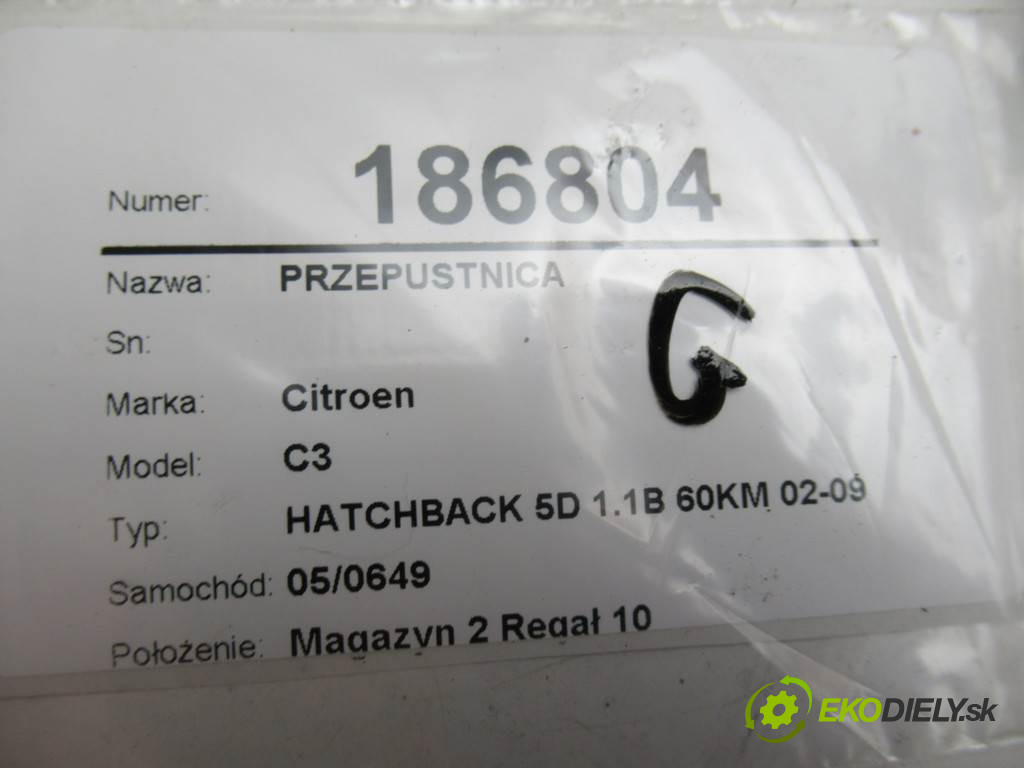 Numer: 186804
Nazwa: PRZEPUSTNICA
Sn:
G
Marka: Citroen
Model: C3
Typ: HATCHBACK 5D 1.1B 60KM 02-09
Samochód: 05/0649
Położenie: Magazyn 2 Regał 10
EKODIELY.sk